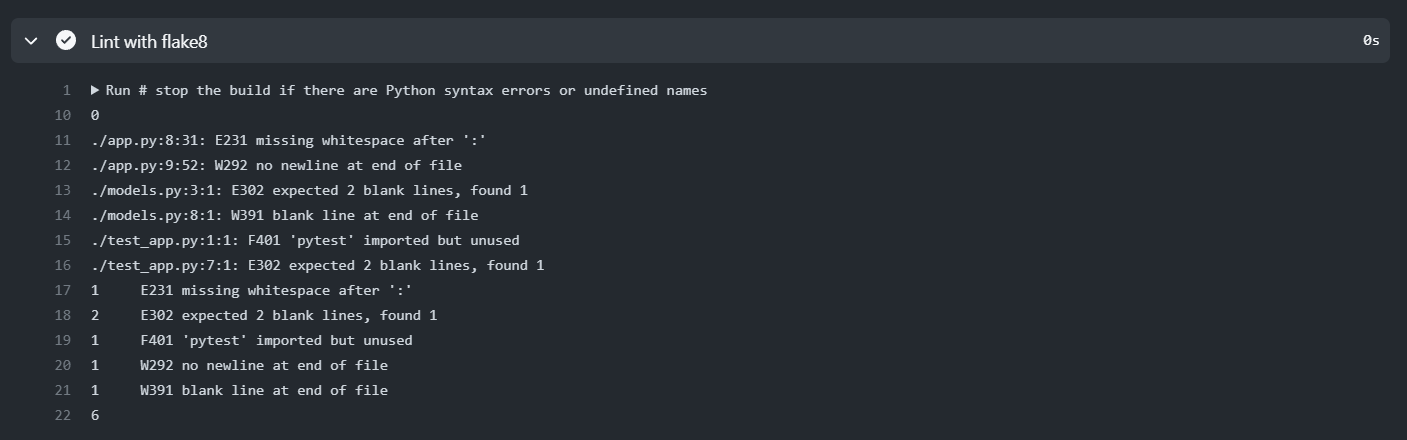 Lint with flake8
0s
1 Run # stop the build if there are Python syntax errors or undefined names
10 0
11 ./app.py:8:31: E231 missing whitespace after ':'
12 ./app.py:9:52: W292 no newline at end of file
13 ./models.py:3:1: E302 expected 2 blank lines, found 1
14 ./models.py:8:1: W391 blank line at end of file
15 ./test_app.py:1:1: F401 'pytest' imported but unused
16 ./test_app.py:7:1: E302 expected 2 blank lines, found 1
17 1     E231 missing whitespace after ':'
18 2     E302 expected 2 blank lines, found 1
19 1     F401 'pytest' imported but unused
20 1     W292 no newline at end of file
21 1     W391 blank line at end of file
22 6